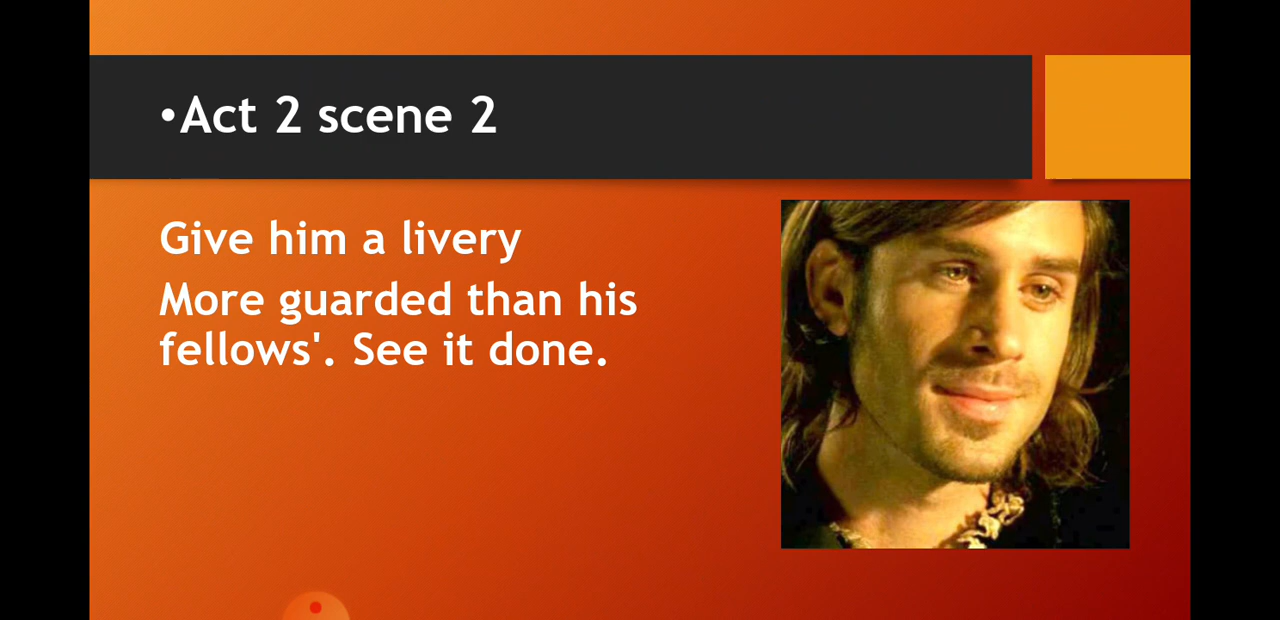 •Act 2 scene 2
Give him a livery
More guarded than his
fellows'. See it done.